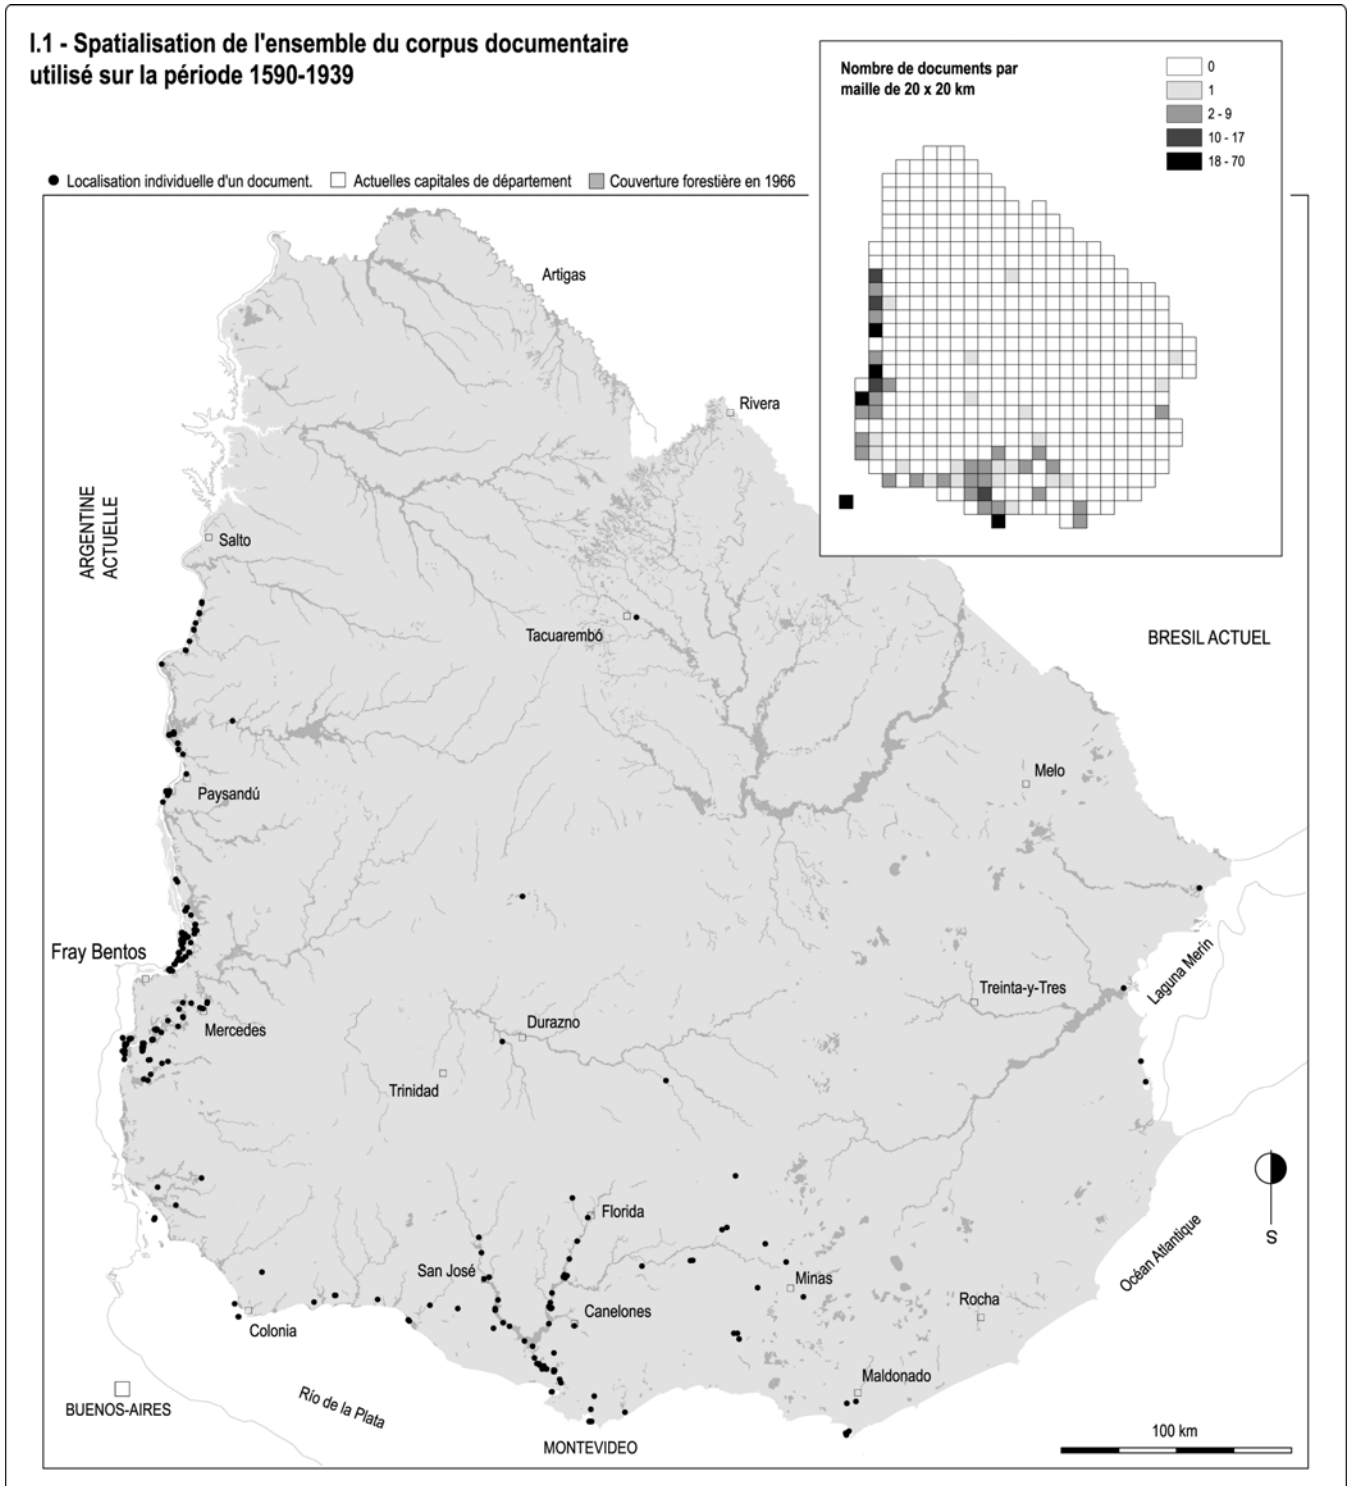 I.1 - Spatialisation de l'ensemble du corpus documentaire
utilisé sur la période 1590-1939
Nombre de documents par
maille de 20 x 20 km
0
1
2 - 9
10 - 17
18 - 70
Localisation individuelle d'un document.
Actuelles capitales de département
Couverture forestière en 1966
Artigas
Rivera
ARGENTINE
ACTUELLE
Salto
Tacuarembó
BRESIL ACTUEL
Melo
Paysandú
Fray Bentos
Laguna Merin
Treinta-y-Tres
Mercedes
Durazno
Trinidad
Florida
S
Océan Atlantique
San José
Minas
Canelones
Rocha
Colonia
Maldonado
BUENOS-AIRES
Río de la Plata
100 km
MONTEVIDEO